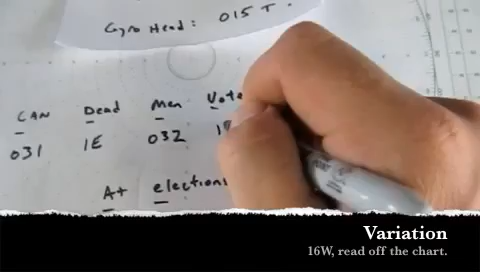 Gyro Head: 015 T.
CAN Dead Men Vote
031 1E 032
At elections
Variation
16W, read off the chart.